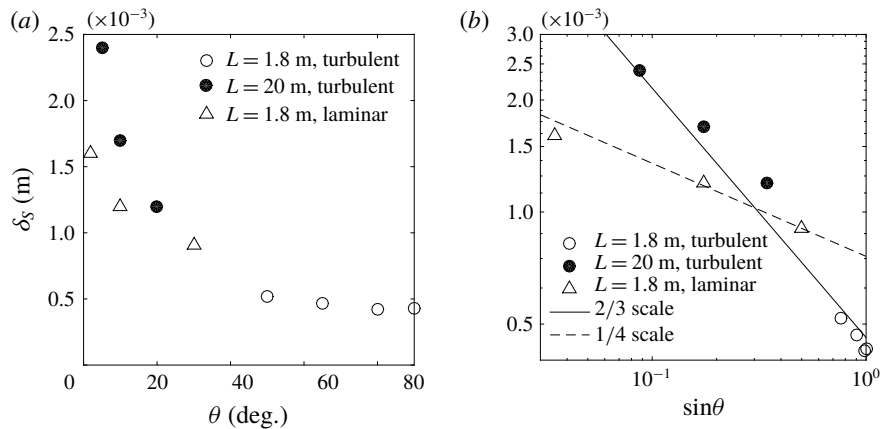 (a) (×10⁻³)
2.5
2.0
1.5
1.0
0.5
0 20 40 60 80
δ_S (m)
θ (deg.)
L = 1.8 m, turbulent
L = 20 m, turbulent
L = 1.8 m, laminar
(b) (×10⁻³)
3.0
2.5
2.0
1.5
1.0
0.5
10⁻¹ 10⁰
sinθ
L = 1.8 m, turbulent
L = 20 m, turbulent
L = 1.8 m, laminar
2/3 scale
1/4 scale